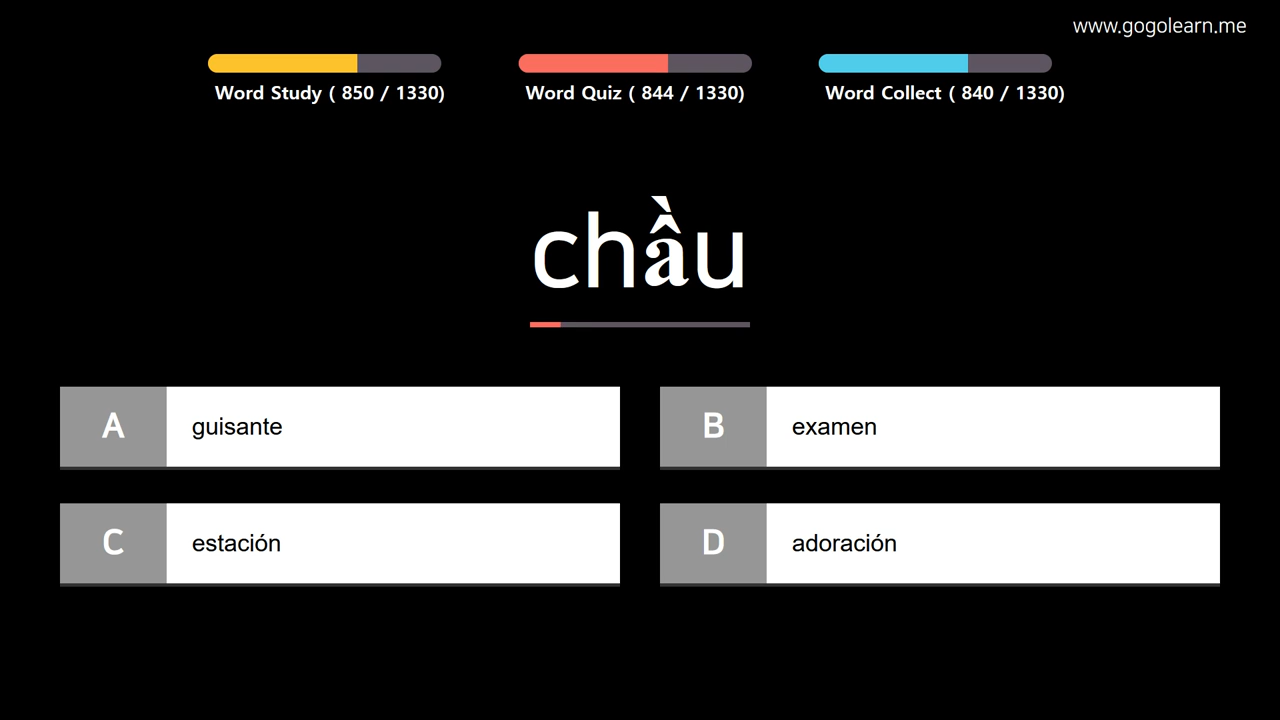 www.gogolearn.me
Word Study ( 850 / 1330)
Word Quiz ( 844 / 1330)
Word Collect ( 840 / 1330)
chầu
A guisante
B examen
C estación
D adoración